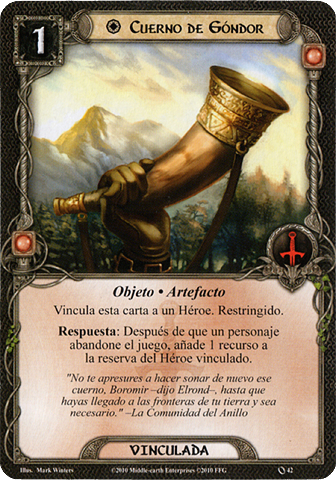 1
Cuerno de Góndor
Objeto • Artefacto
Vincula esta carta a un Héroe. Restringido.
Respuesta: Después de que un personaje
abandone el juego, añade 1 recurso a
la reserva del Héroe vinculado.
"No te apresures a hacer sonar de nuevo ese
cuerno, Boromir –dijo Elrond–, hasta que
hayas llegado a las fronteras de tu tierra y sea
necesario." –La Comunidad del Anillo
VINCULADA
Illus. Mark Winters ©2010 Middle-earth Enterprises ©2010 FFG 42